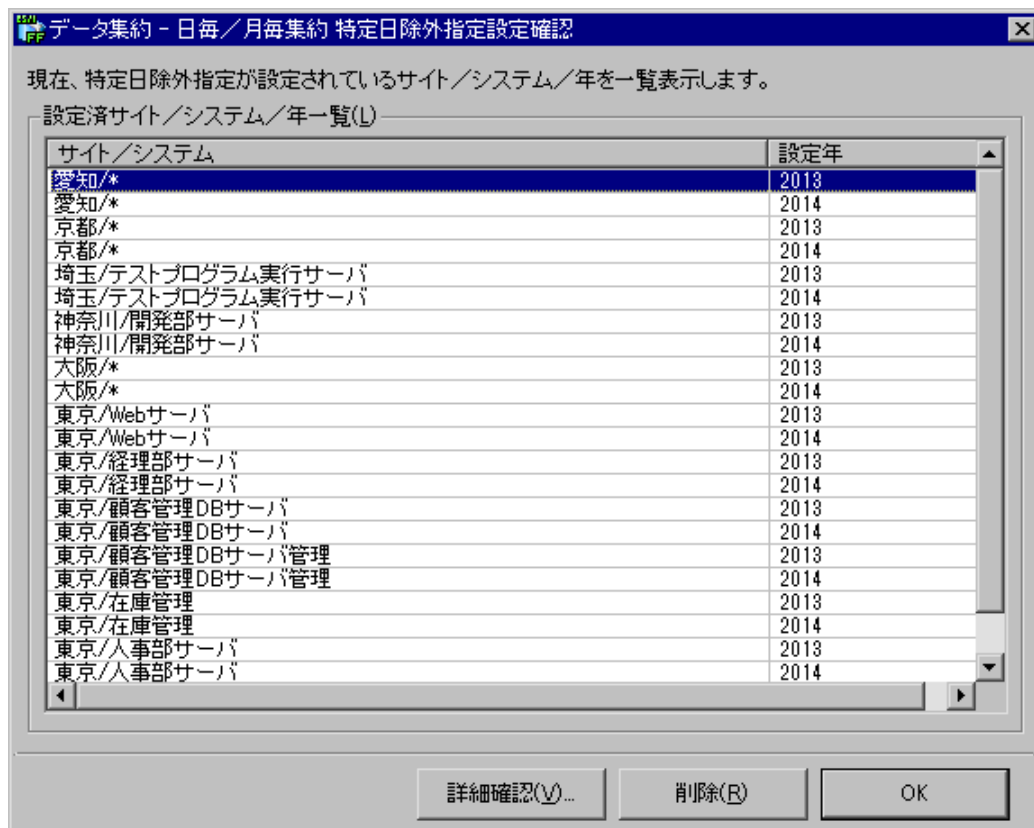 データ集約 - 日毎／月毎集約 特定日除外指定設定確認
現在、特定日除外指定が設定されているサイト／システム／年を一覧表示します。
設定済サイト／システム／年一覧(L)
サイト／システム 設定年
愛知/* 2013
愛知/* 2014
京都/* 2013
京都/* 2014
埼玉/テストプログラム実行サーバ 2013
埼玉/テストプログラム実行サーバ 2014
神奈川/開発部サーバ 2013
神奈川/開発部サーバ 2014
大阪/* 2013
大阪/* 2014
東京/Webサーバ 2013
東京/Webサーバ 2014
東京/経理部サーバ 2013
東京/経理部サーバ 2014
東京/顧客管理DBサーバ 2013
東京/顧客管理DBサーバ 2014
東京/顧客管理DBサーバ管理 2013
東京/顧客管理DBサーバ管理 2014
東京/在庫管理 2013
東京/在庫管理 2014
東京/人事部サーバ 2013
東京/人事部サーバ 2014
詳細確認(V)... 削除(R) OK